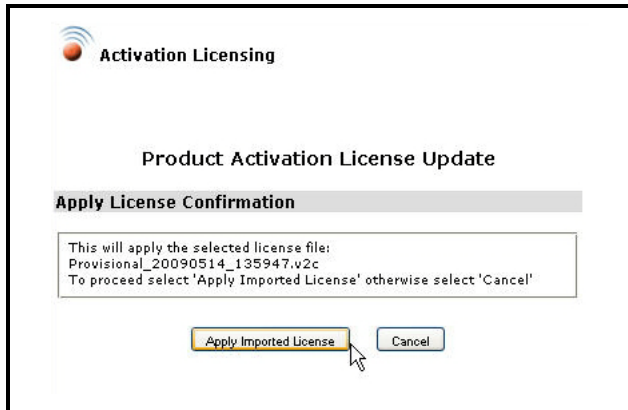 Activation Licensing
Product Activation License Update
Apply License Confirmation
This will apply the selected license file:
Provisional_20090514_135947.v2c
To proceed select 'Apply Imported License' otherwise select 'Cancel'
Apply Imported License
Cancel